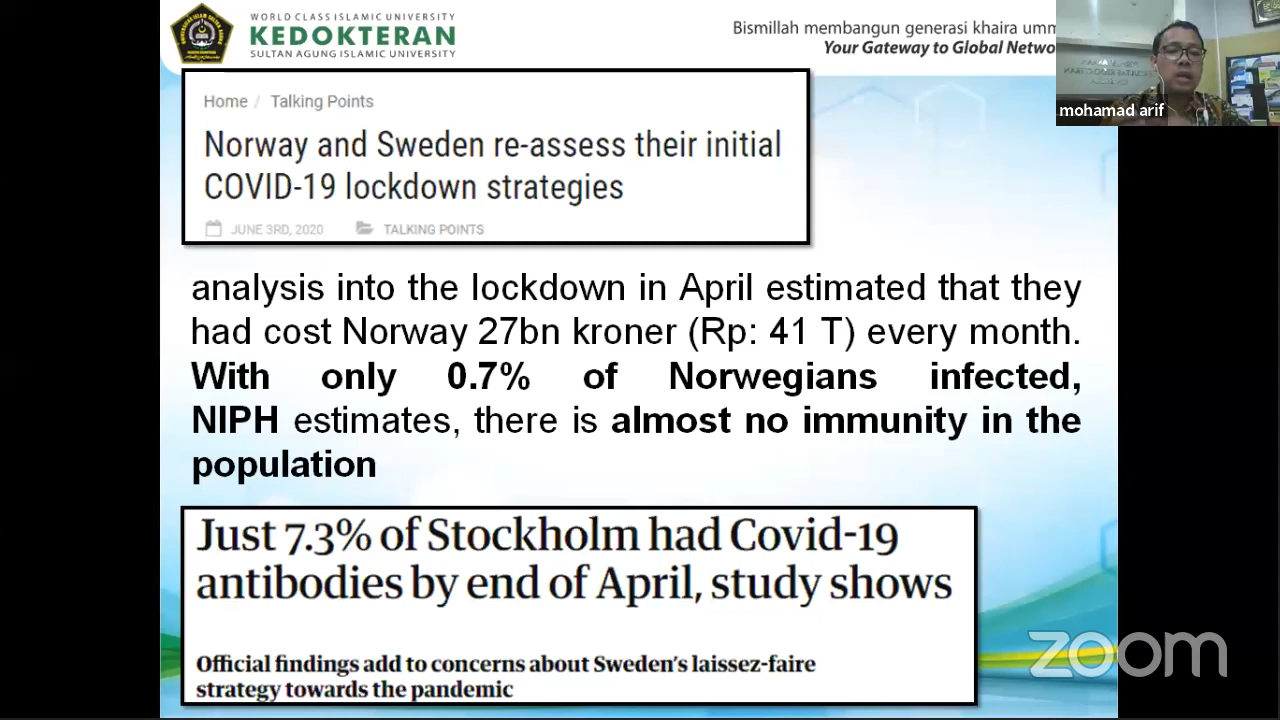 WORLD CLASS ISLAMIC UNIVERSITY
KEDOKTERAN
SULTAN AGUNG ISLAMIC UNIVERSITY
Bismillah membangun generasi khaira umm
Your Gateway to Global Netwo
mohamad arif
Home / Talking Points
Norway and Sweden re-assess their initial
COVID-19 lockdown strategies
JUNE 3RD, 2020 TALKING POINTS
analysis into the lockdown in April estimated that they
had cost Norway 27bn kroner (Rp: 41 T) every month.
With only 0.7% of Norwegians infected,
NIPH estimates, there is almost no immunity in the
population
Just 7.3% of Stockholm had Covid-19
antibodies by end of April, study shows
Official findings add to concerns about Sweden's laissez-faire
strategy towards the pandemic
zoom